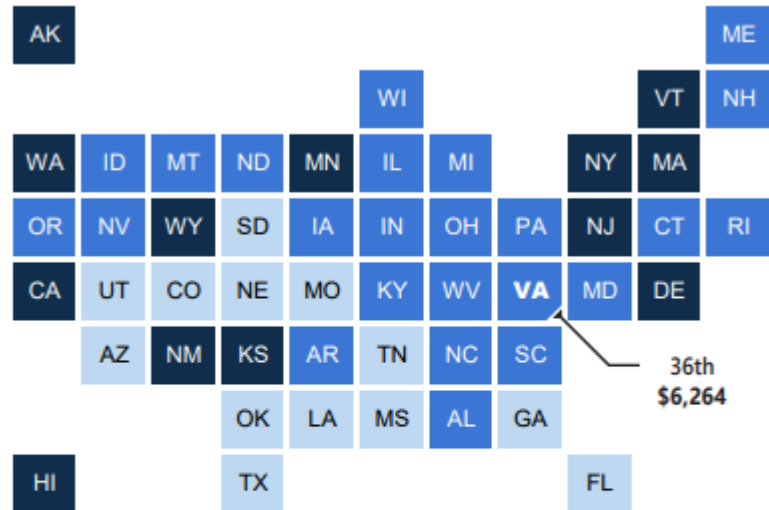 AK ME
WI VT NH
WA ID MT ND MN IL MI NY MA
OR NV WY SD IA IN OH PA NJ CT RI
CA UT CO NE MO KY WV VA MD DE
AZ NM KS AR TN NC SC
36th
$6,264
OK LA MS AL GA
HI TX FL